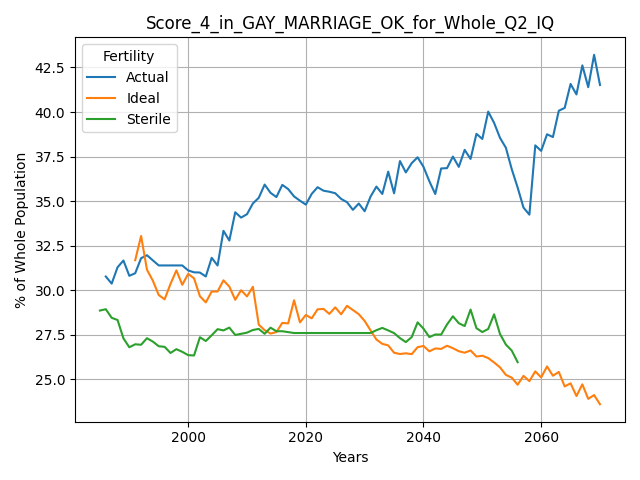 Score_4_in_GAY_MARRIAGE_OK_for_Whole_Q2_IQ
Fertility
Actual
Ideal
Sterile
% of Whole Population
42.5
40.0
37.5
35.0
32.5
30.0
27.5
25.0
2000
2020
2040
2060
Years